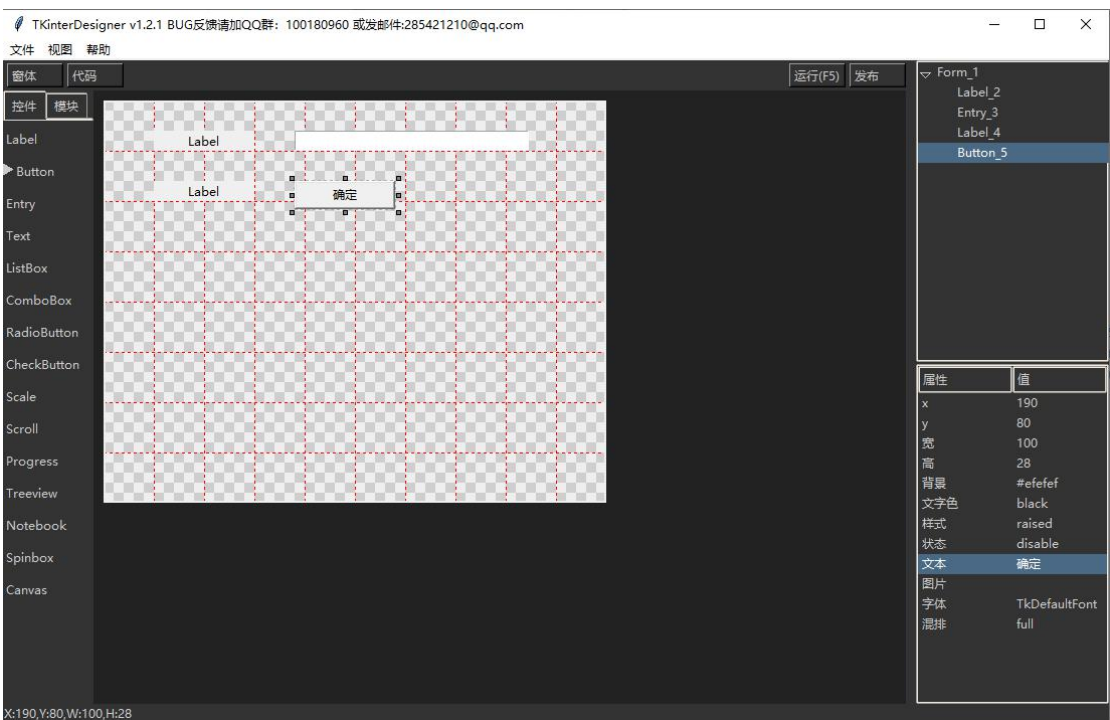 TKinterDesigner v1.2.1 BUG反馈请加QQ群：100180960 或发邮件:285421210@qq.com
文件 视图 帮助
窗体 代码 运行(F5) 发布
控件 模块
Label
Button
Entry
Text
ListBox
ComboBox
RadioButton
CheckButton
Scale
Scroll
Progress
Treeview
Notebook
Spinbox
Canvas
Label
Label 确定
Form_1
Label_2
Entry_3
Label_4
Button_5
属性 值
x 190
y 80
宽 100
高 28
背景 #efefef
文字色 black
样式 raised
状态 disable
文本 确定
图片
字体 TkDefaultFont
混排 full
X:190,Y:80,W:100,H:28